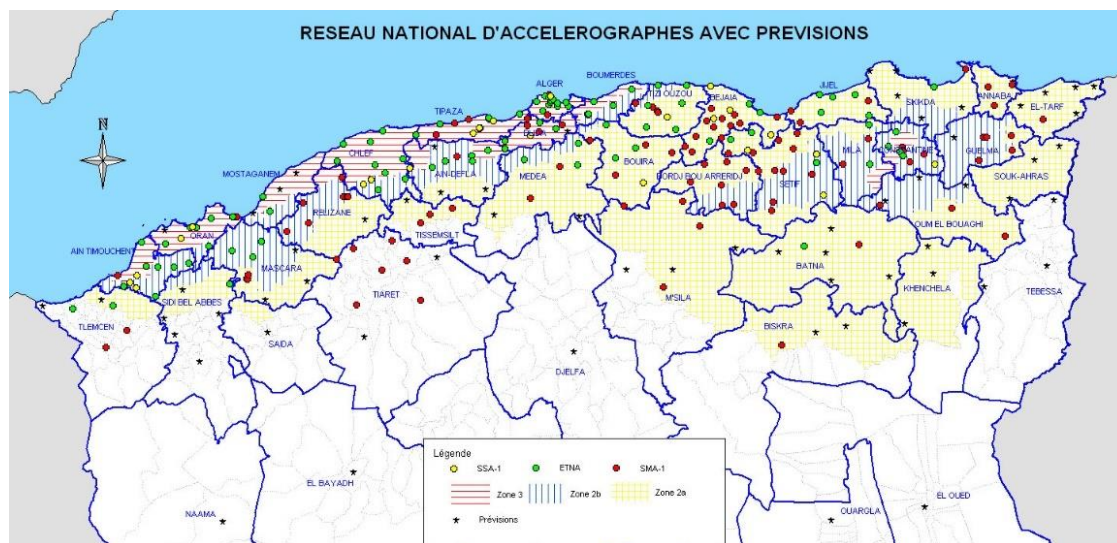 RESEAU NATIONAL D'ACCELEROGRAPHES AVEC PREVISIONS
ALGER
BOUMERDES
TIZI OUZOU
BEJAIA
JIJEL
SKIKDA
ANNABA
EL-TARF
TIPAZA
CHLEF
AIN-DEFLA
MEDEA
BOUIRA
BORDJ BOU ARRERIDJ
SETIF
MILA
CONSTANTINE
GUELMA
SOUK-AHRAS
MOSTAGANEM
RELIZANE
TISSEMSILT
OUM EL BOUAGHI
ORAN
AIN TIMOUCHENT
MASCARA
BATNA
KHENCHELA
TEBESSA
SIDI BEL ABBES
TIARET
M'SILA
TLEMCEN
SAIDA
BISKRA
DJELFA
N
Légende
SSA-1 ETNA SMA-1
Zone 3 Zone 2b Zone 2a
Prévisions
EL BAYADH
NAAMA
OUARGLA
EL OUED